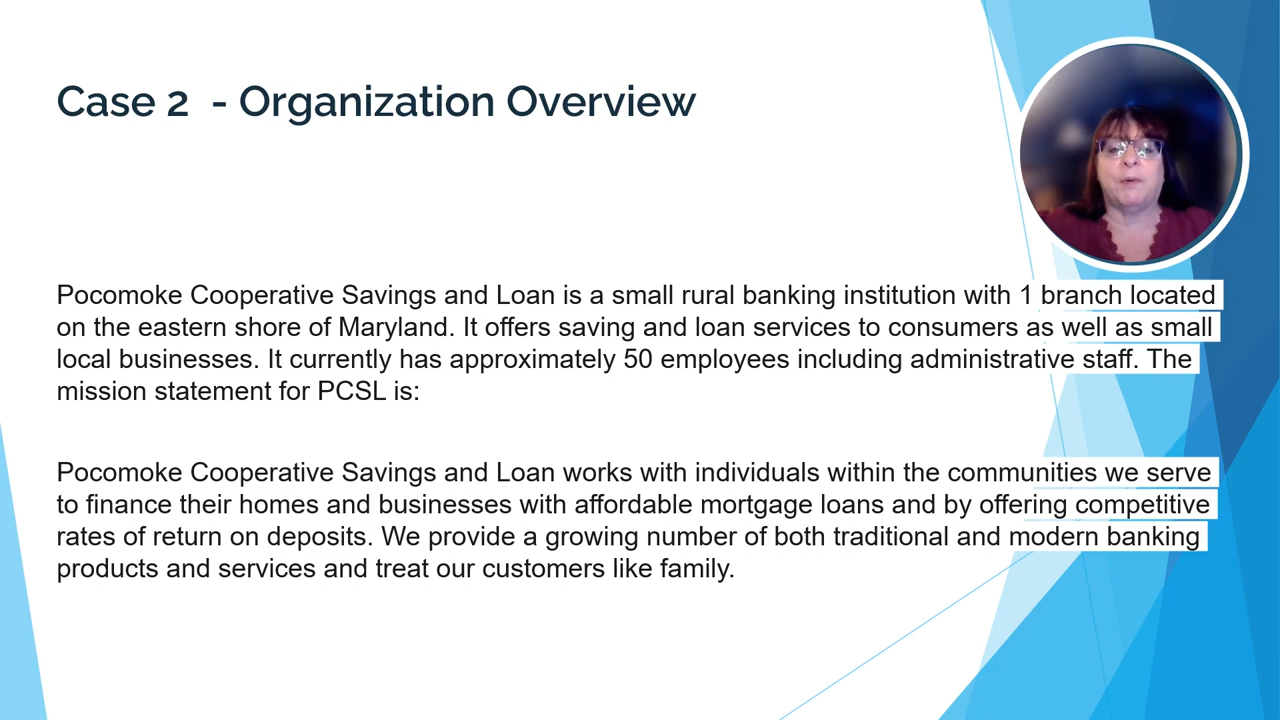 Case 2  - Organization Overview
Pocomoke Cooperative Savings and Loan is a small rural banking institution with 1 branch located
on the eastern shore of Maryland. It offers saving and loan services to consumers as well as small
local businesses. It currently has approximately 50 employees including administrative staff. The
mission statement for PCSL is:
Pocomoke Cooperative Savings and Loan works with individuals within the communities we serve
to finance their homes and businesses with affordable mortgage loans and by offering competitive
rates of return on deposits. We provide a growing number of both traditional and modern banking
products and services and treat our customers like family.